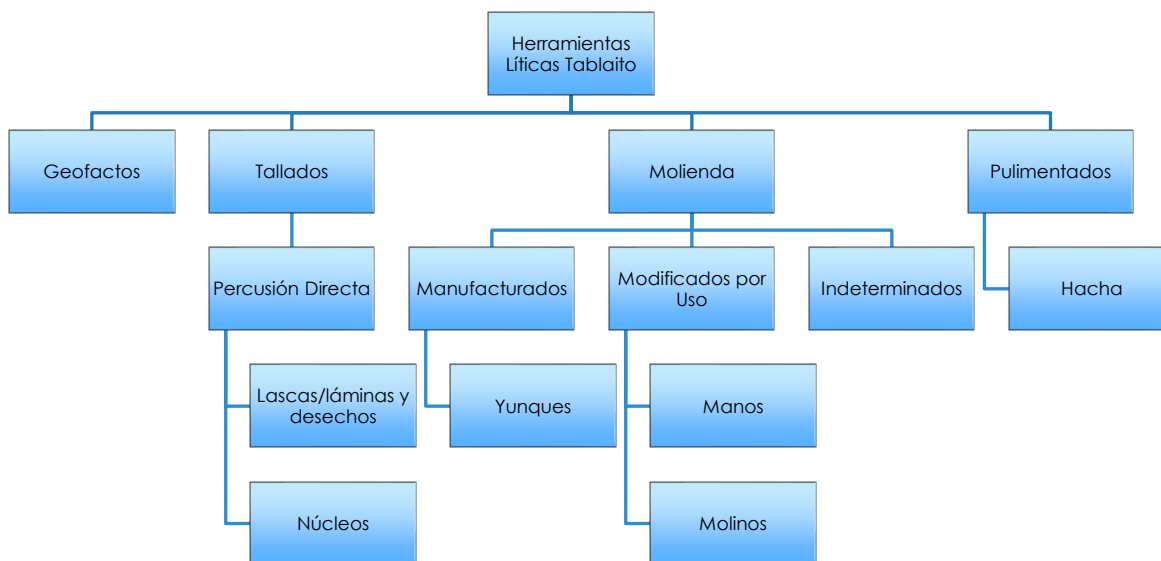 Herramientas
Líticas Tablaito
Geofactos
Tallados
Molienda
Pulimentados
Percusión Directa
Manufacturados
Modificados por
Uso
Indeterminados
Hacha
Lascas/láminas y
desechos
Yunques
Manos
Núcleos
Molinos